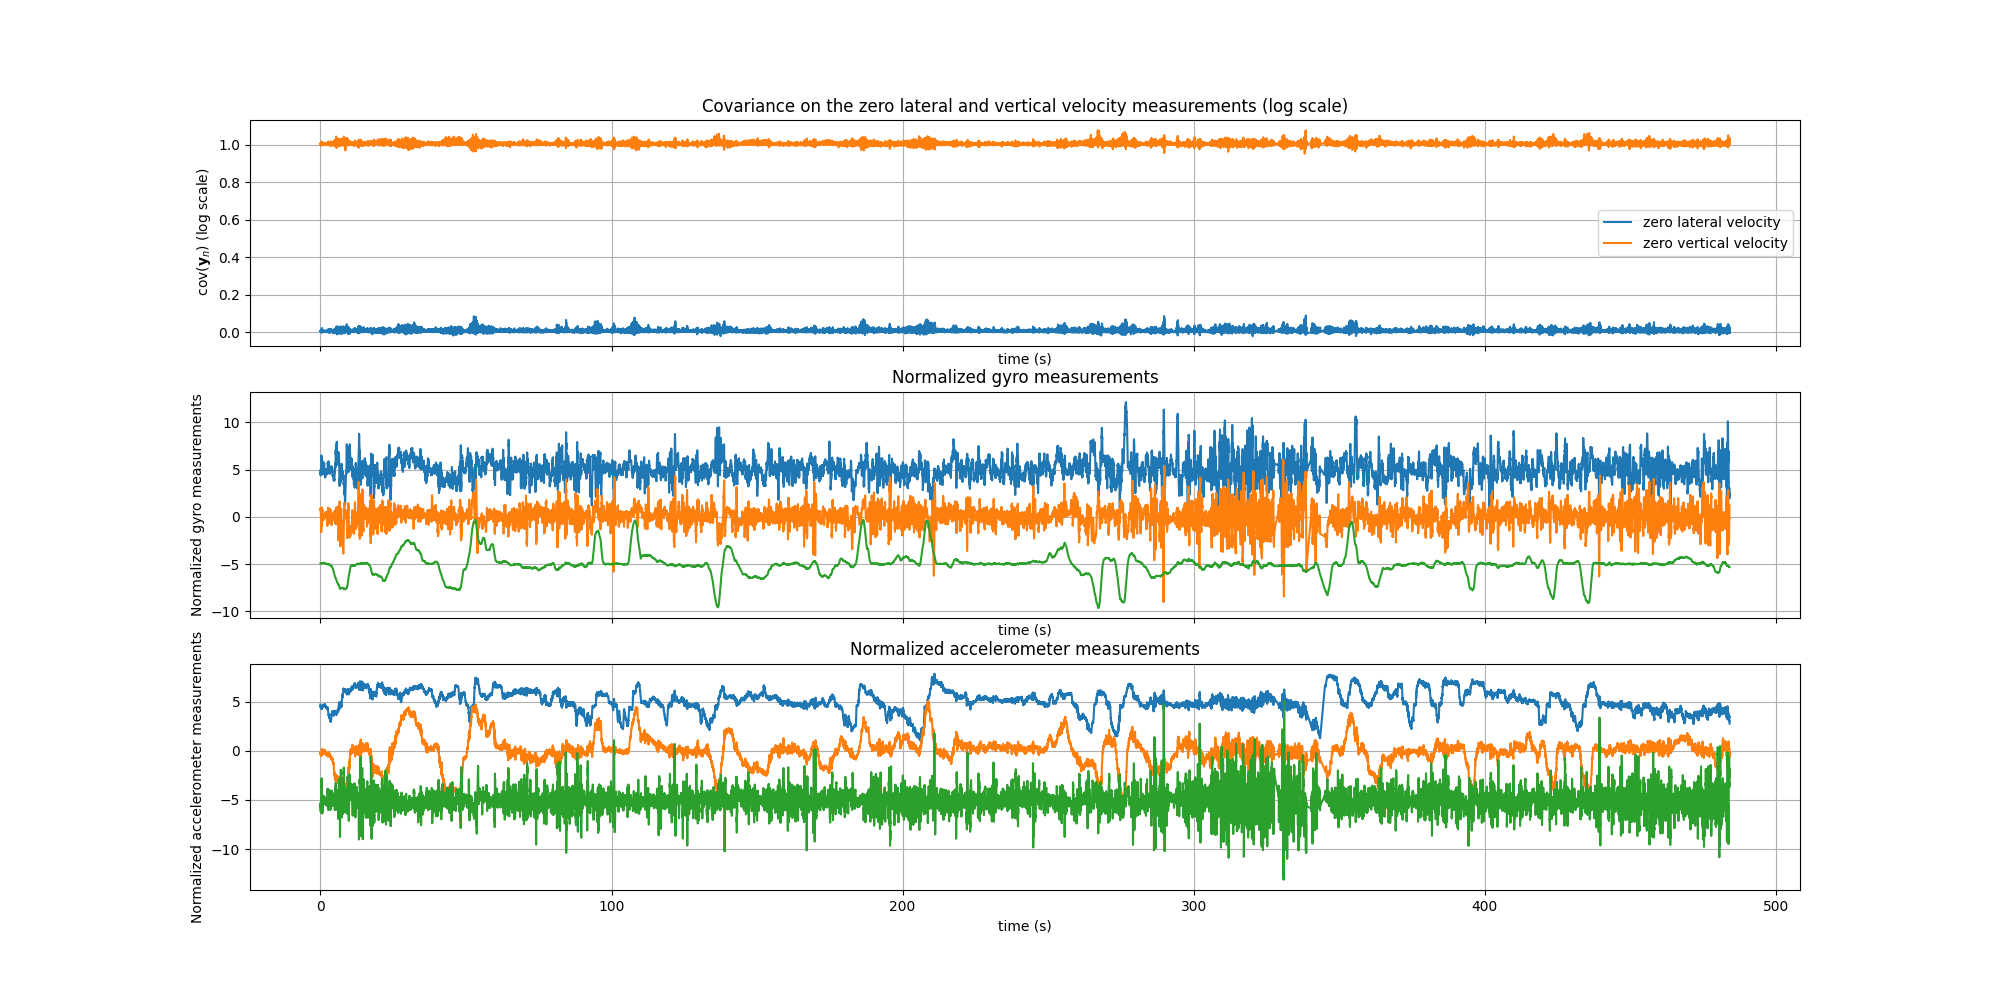 Covariance on the zero lateral and vertical velocity measurements (log scale)
cov(𝐲ₙ) (log scale)
1.0
0.8
0.6
0.4
0.2
0.0
zero lateral velocity
zero vertical velocity
time (s)
Normalized gyro measurements
Normalized gyro measurements
10
5
0
−5
−10
time (s)
Normalized accelerometer measurements
Normalized accelerometer measurements
5
0
−5
−10
0
100
200
300
400
500
time (s)